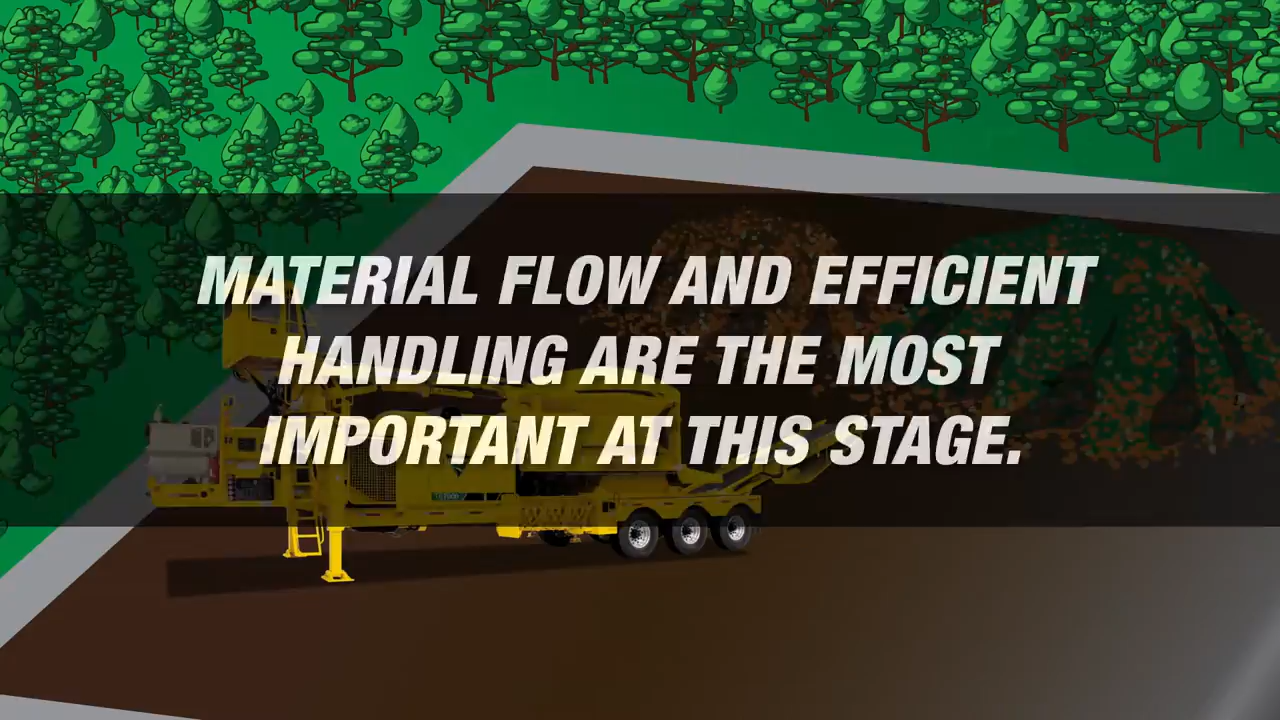 MATERIAL FLOW AND EFFICIENT
HANDLING ARE THE MOST
IMPORTANT AT THIS STAGE.